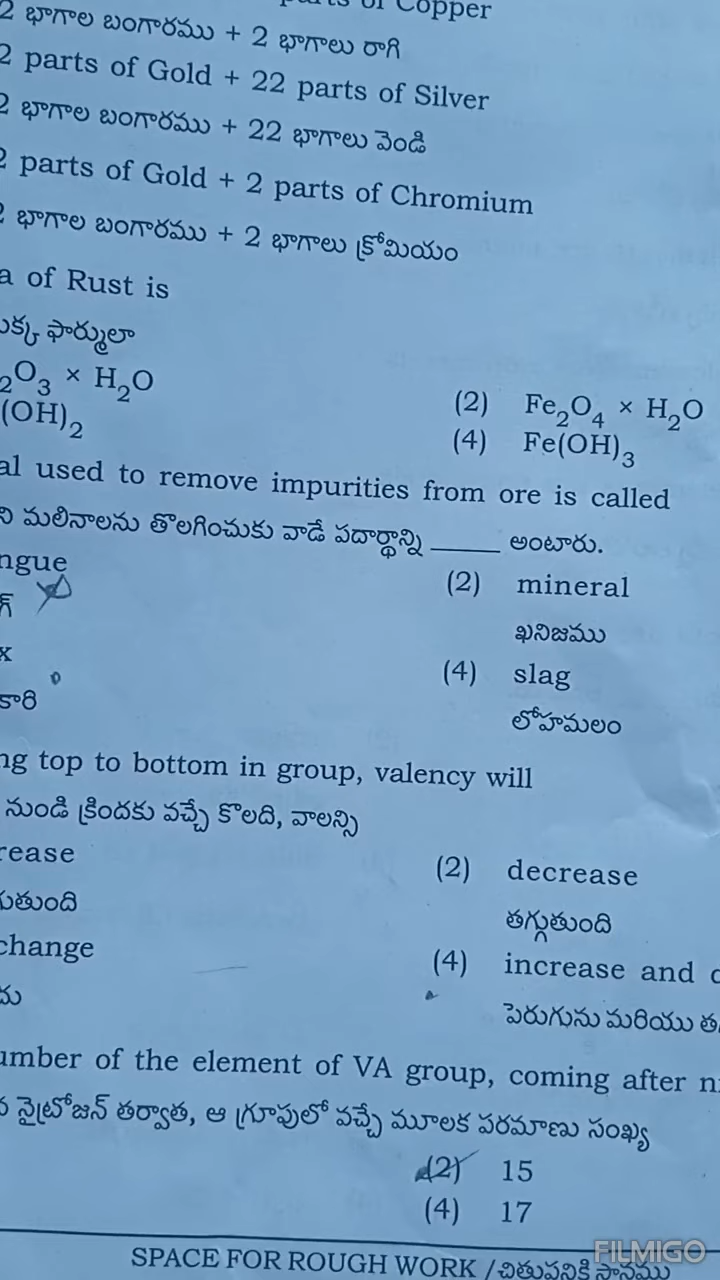 of Copper
2 భాగాల బంగారము + 2 భాగాలు రాగి
2 parts of Gold + 22 parts of Silver
2 భాగాల బంగారము + 22 భాగాలు వెండి
2 parts of Gold + 2 parts of Chromium
భాగాల బంగారము + 2 భాగాలు క్రోమియం
a of Rust is
ఫార్ములా
2O3 × H2O
(2) Fe2O4 × H2O
(OH)2
(4) Fe(OH)3
al used to remove impurities from ore is called
ని మలినాలను తొలగించుకు వాడే పదార్థాన్ని _____ అంటారు.
ngue
(2) mineral
ఖనిజము
x
(4) slag
కారి
లోహమలం
ng top to bottom in group, valency will
నుండి క్రిందకు వచ్చే కొలది, వాలన్సి
rease
(2) decrease
గుతుంది
తగ్గుతుంది
change
(4) increase and
దు
పెరుగును మరియు త
umber of the element of VA group, coming after n
నైట్రోజన్ తర్వాత, ఆ గ్రూపులో వచ్చే మూలక పరమాణు సంఖ్య
(2) 15
(4) 17
SPACE FOR ROUGH WORK / చిత్తుపనికి స్థానము
FILMIGO